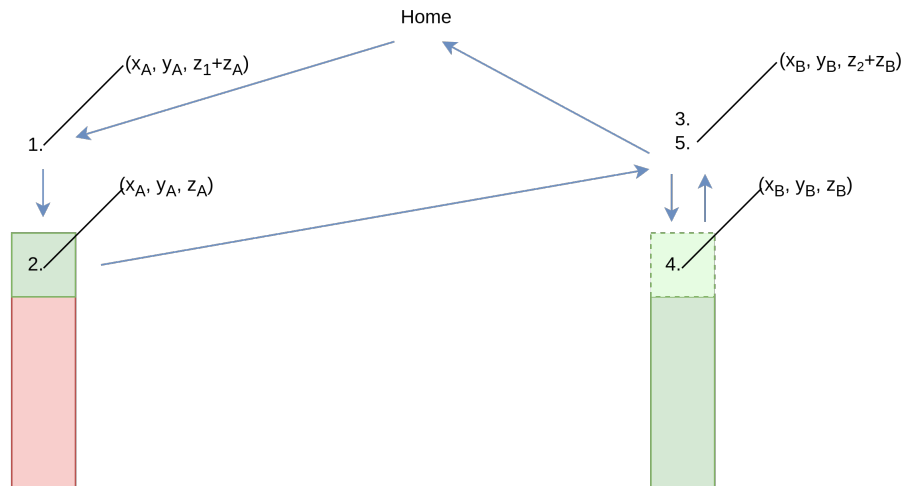 Home
(xA, yA, z1+zA)
(xB, yB, z2+zB)
3.
1.
5.
(xA, yA, zA)
(xB, yB, zB)
2.
4.